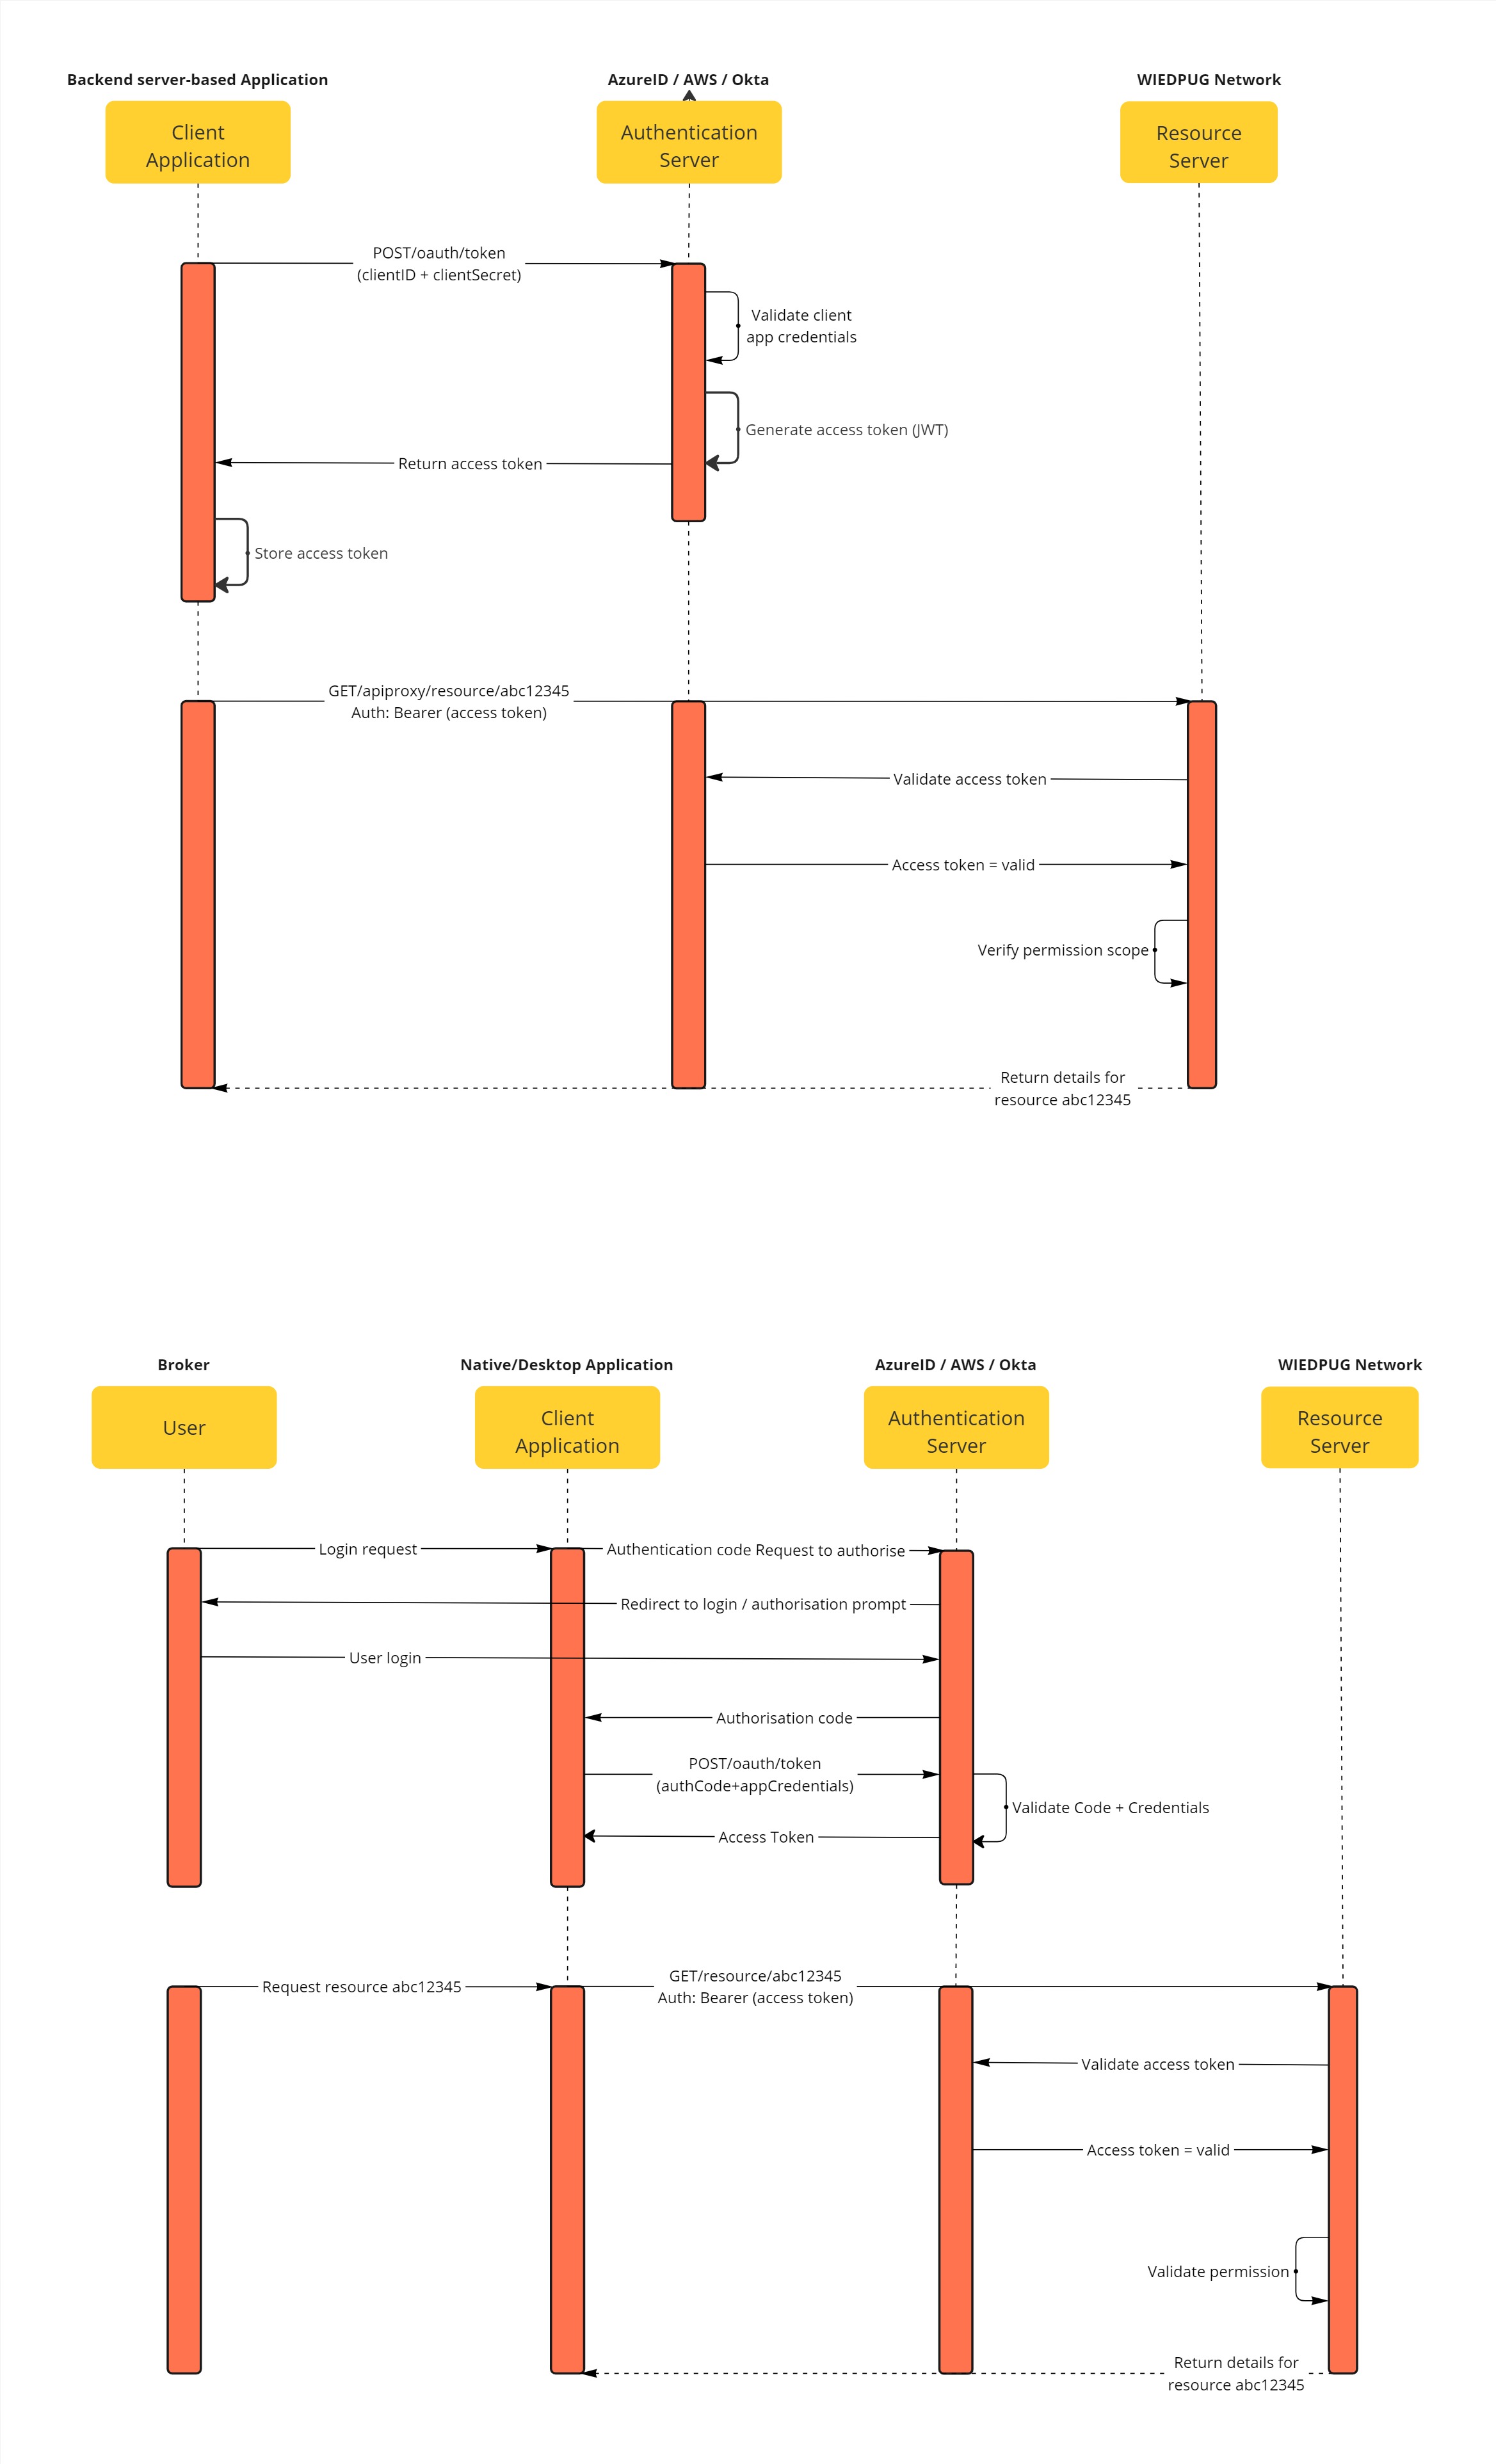 Backend server-based Application
AzureID / AWS / Okta
WIEDPUG Network
Client
Application
Authentication
Server
Resource
Server
POST/oauth/token
(clientID + clientSecret)
Validate client
app credentials
Generate access token (JWT)
Return access token
Store access token
GET/apiproxy/resource/abc12345
Auth: Bearer (access token)
Validate access token
Access token = valid
Verify permission scope
Return details for
resource abc12345
Broker
Native/Desktop Application
AzureID / AWS / Okta
WIEDPUG Network
User
Client
Application
Authentication
Server
Resource
Server
Login request
Authentication code Request to authorise
Redirect to login / authorisation prompt
User login
Authorisation code
POST/oauth/token
(authCode+appCredentials)
Validate Code + Credentials
Access Token
Request resource abc12345
GET/resource/abc12345
Auth: Bearer (access token)
Validate access token
Access token = valid
Validate permission
Return details for
resource abc12345